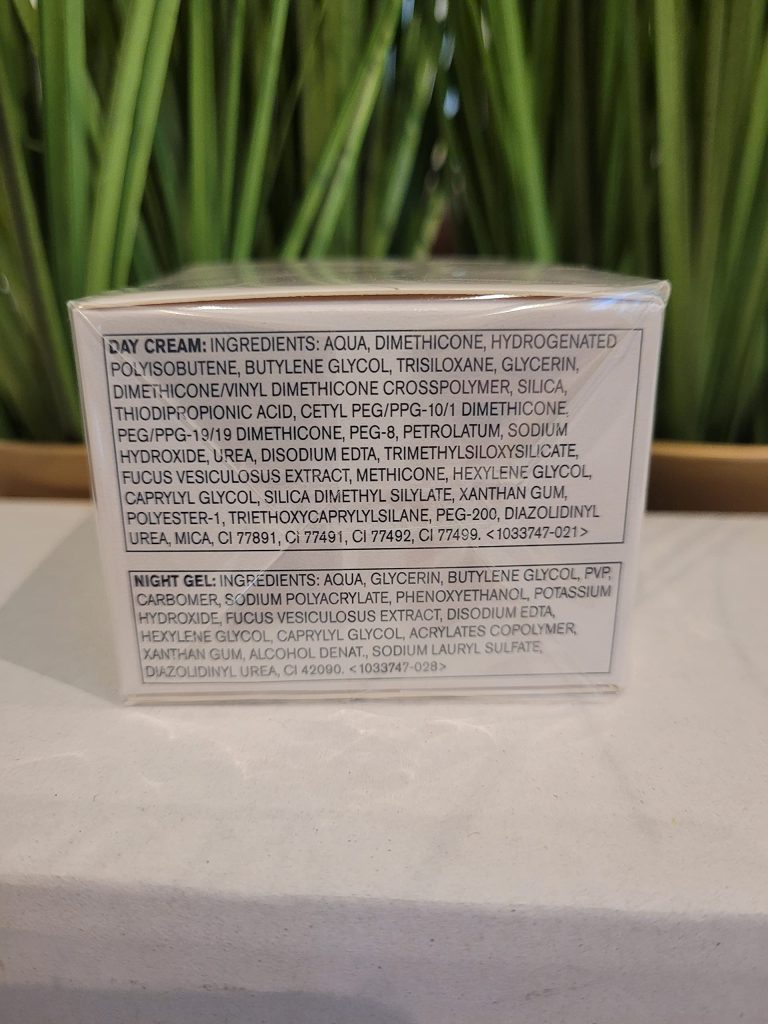 DAY CREAM: INGREDIENTS: AQUA, DIMETHICONE, HYDROGENATED
POLYISOBUTENE, BUTYLENE GLYCOL, TRISILOXANE, GLYCERIN,
DIMETHICONE/VINYL DIMETHICONE CROSSPOLYMER, SILICA,
THIODIPROPIONIC ACID, CETYL PEG/PPG-10/1 DIMETHICONE,
PEG/PPG-19/19 DIMETHICONE, PEG-8, PETROLATUM, SODIUM
HYDROXIDE, UREA, DISODIUM EDTA, TRIMETHYLSILOXYSILICATE,
FUCUS VESICULOSUS EXTRACT, METHICONE, HEXYLENE GLYCOL,
CAPRYLYL GLYCOL, SILICA DIMETHYL SILYLATE, XANTHAN GUM,
POLYESTER-1, TRIETHOXYCAPRYLYLSILANE, PEG-200, DIAZOLIDINYL
UREA, MICA, CI 77891, CI 77491, CI 77492, CI 77499. <1033747-021>
NIGHT GEL: INGREDIENTS: AQUA, GLYCERIN, BUTYLENE GLYCOL, PVP,
CARBOMER, SODIUM POLYACRYLATE, PHENOXYETHANOL, POTASSIUM
HYDROXIDE, FUCUS VESICULOSUS EXTRACT, DISODIUM EDTA,
HEXYLENE GLYCOL, CAPRYLYL GLYCOL, ACRYLATES COPOLYMER,
XANTHAN GUM, ALCOHOL DENAT., SODIUM LAURYL SULFATE,
DIAZOLIDINYL UREA, CI 42090. <1033747-028>